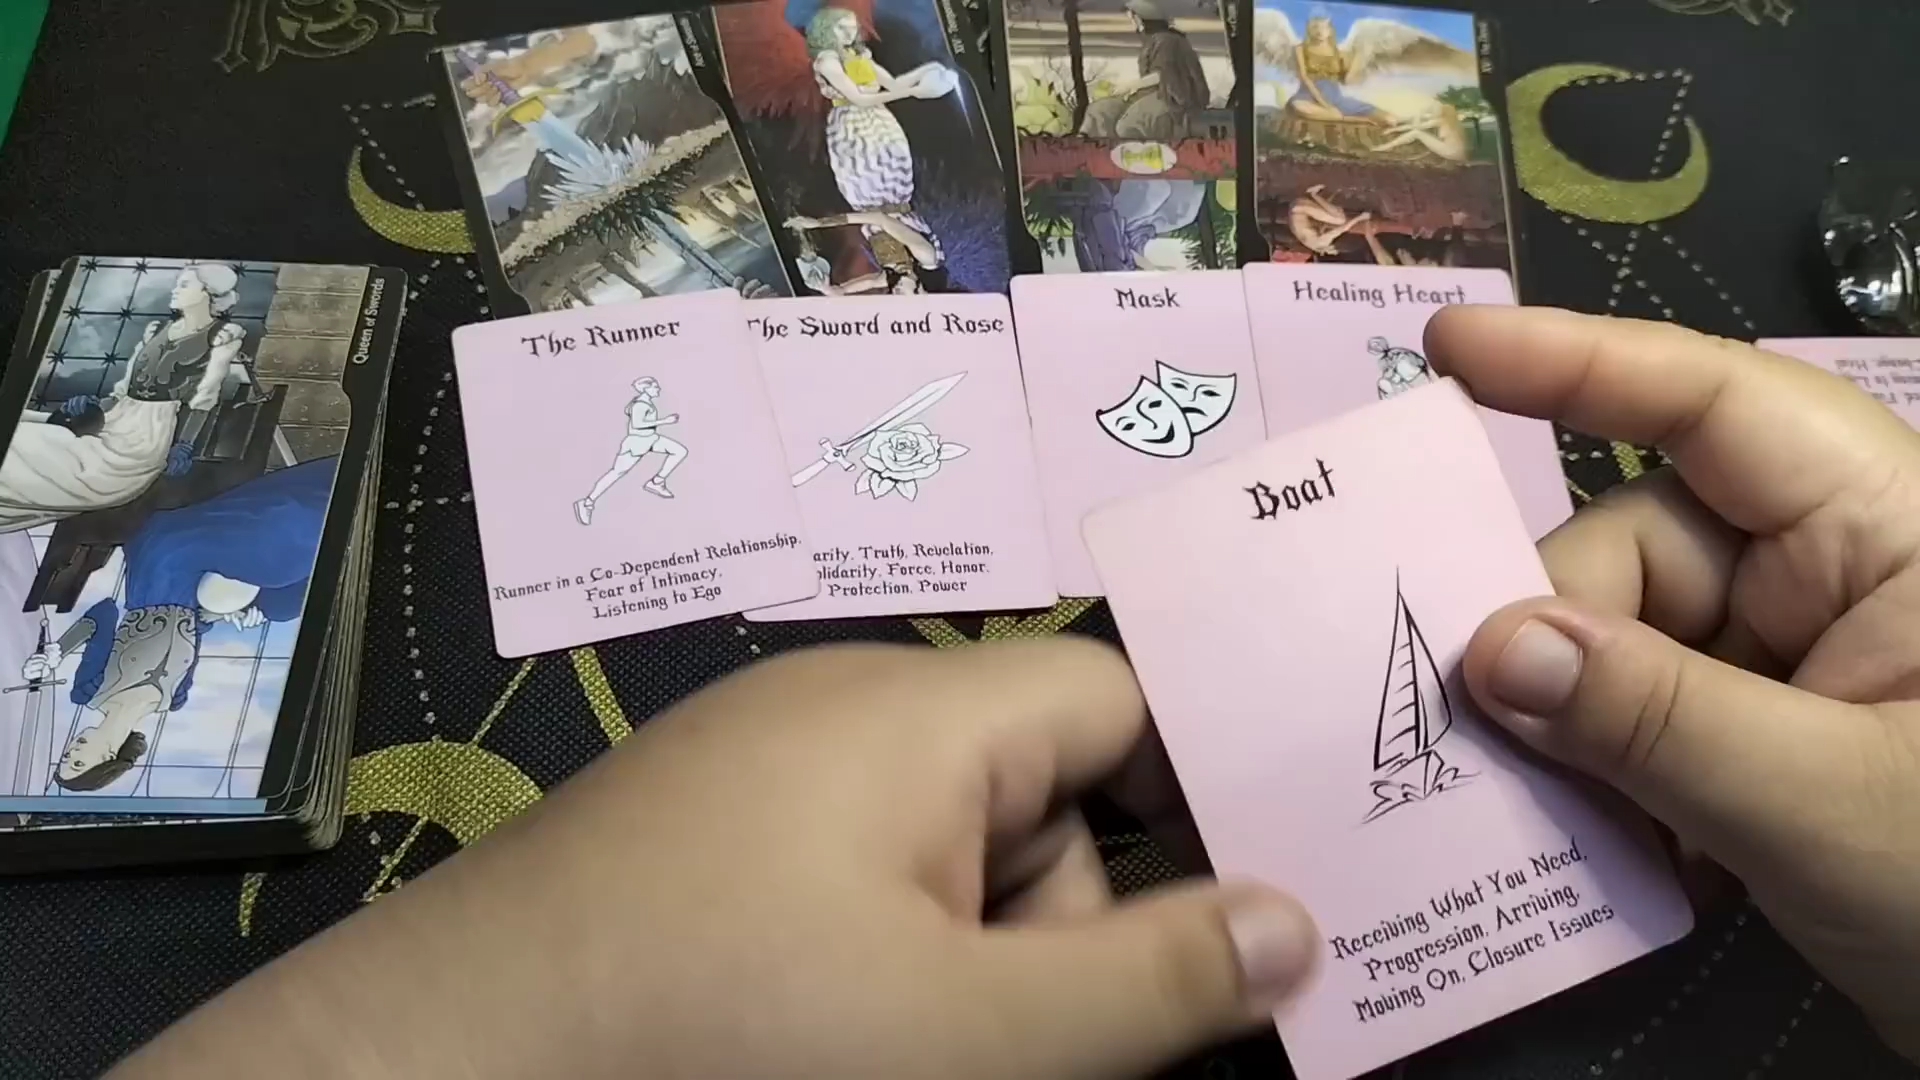 Queen of Swords
The Runner
Runner in a Co-Dependent Relationship,
Fear of Intimacy,
Listening to Ego
The Sword and Rose
Truth, Revelation,
Force, Honor,
Protection, Power
Mask
Healing Heart
Boat
Receiving What You Need,
Progression, Arriving,
Moving On, Closure Issues